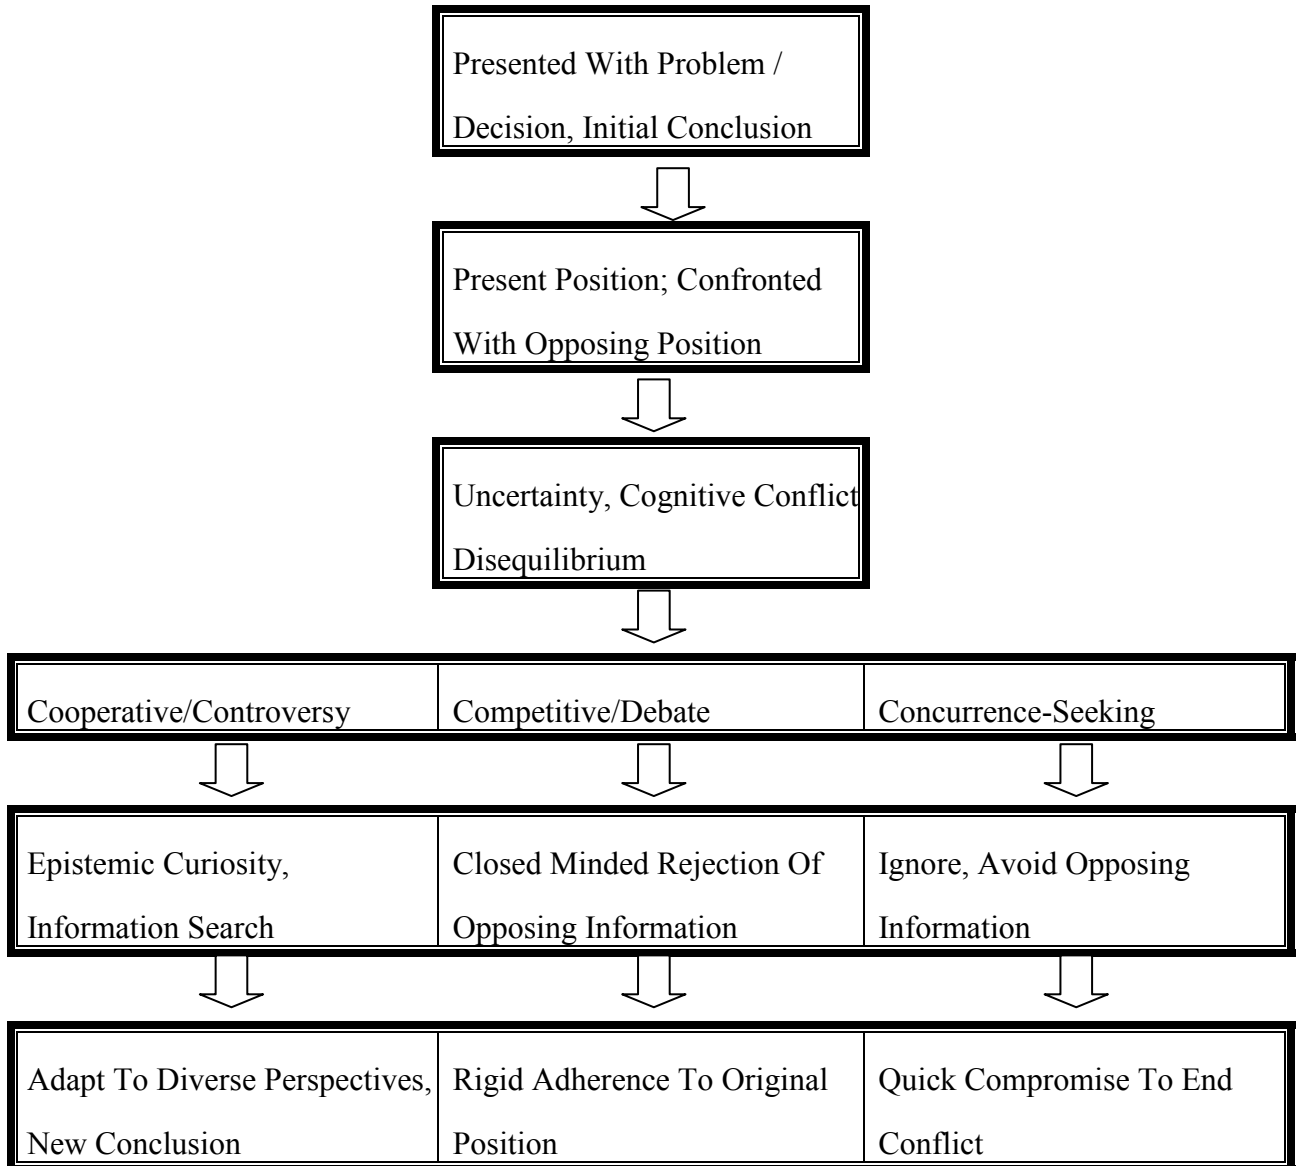 Presented With Problem /
Decision, Initial Conclusion
Present Position; Confronted
With Opposing Position
Uncertainty, Cognitive Conflict
Disequilibrium
Cooperative/Controversy
Competitive/Debate
Concurrence-Seeking
Epistemic Curiosity,
Information Search
Closed Minded Rejection Of
Opposing Information
Ignore, Avoid Opposing
Information
Adapt To Diverse Perspectives,
New Conclusion
Rigid Adherence To Original
Position
Quick Compromise To End
Conflict